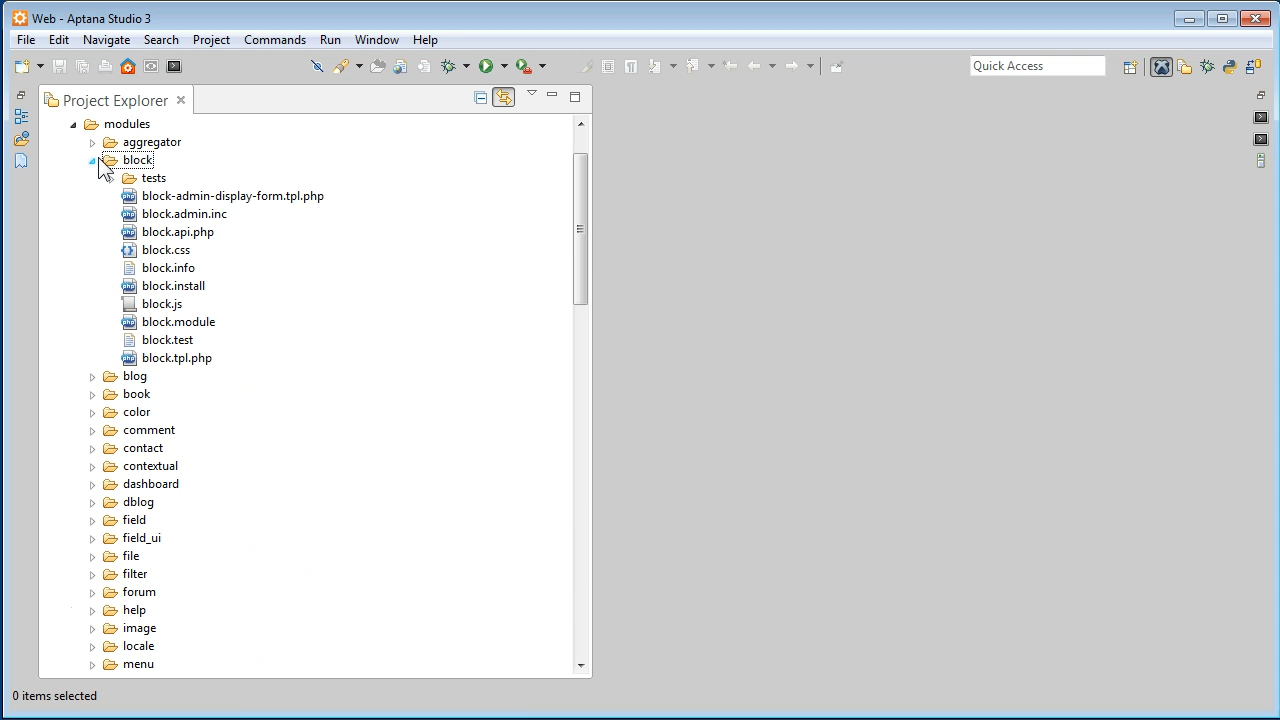 Web - Aptana Studio 3
File Edit Navigate Search Project Commands Run Window Help
Quick Access
Project Explorer
modules
aggregator
block
tests
block-admin-display-form.tpl.php
block.admin.inc
block.api.php
block.css
block.info
block.install
block.js
block.module
block.test
block.tpl.php
blog
book
color
comment
contact
contextual
dashboard
dblog
field
field_ui
file
filter
forum
help
image
locale
menu
0 items selected